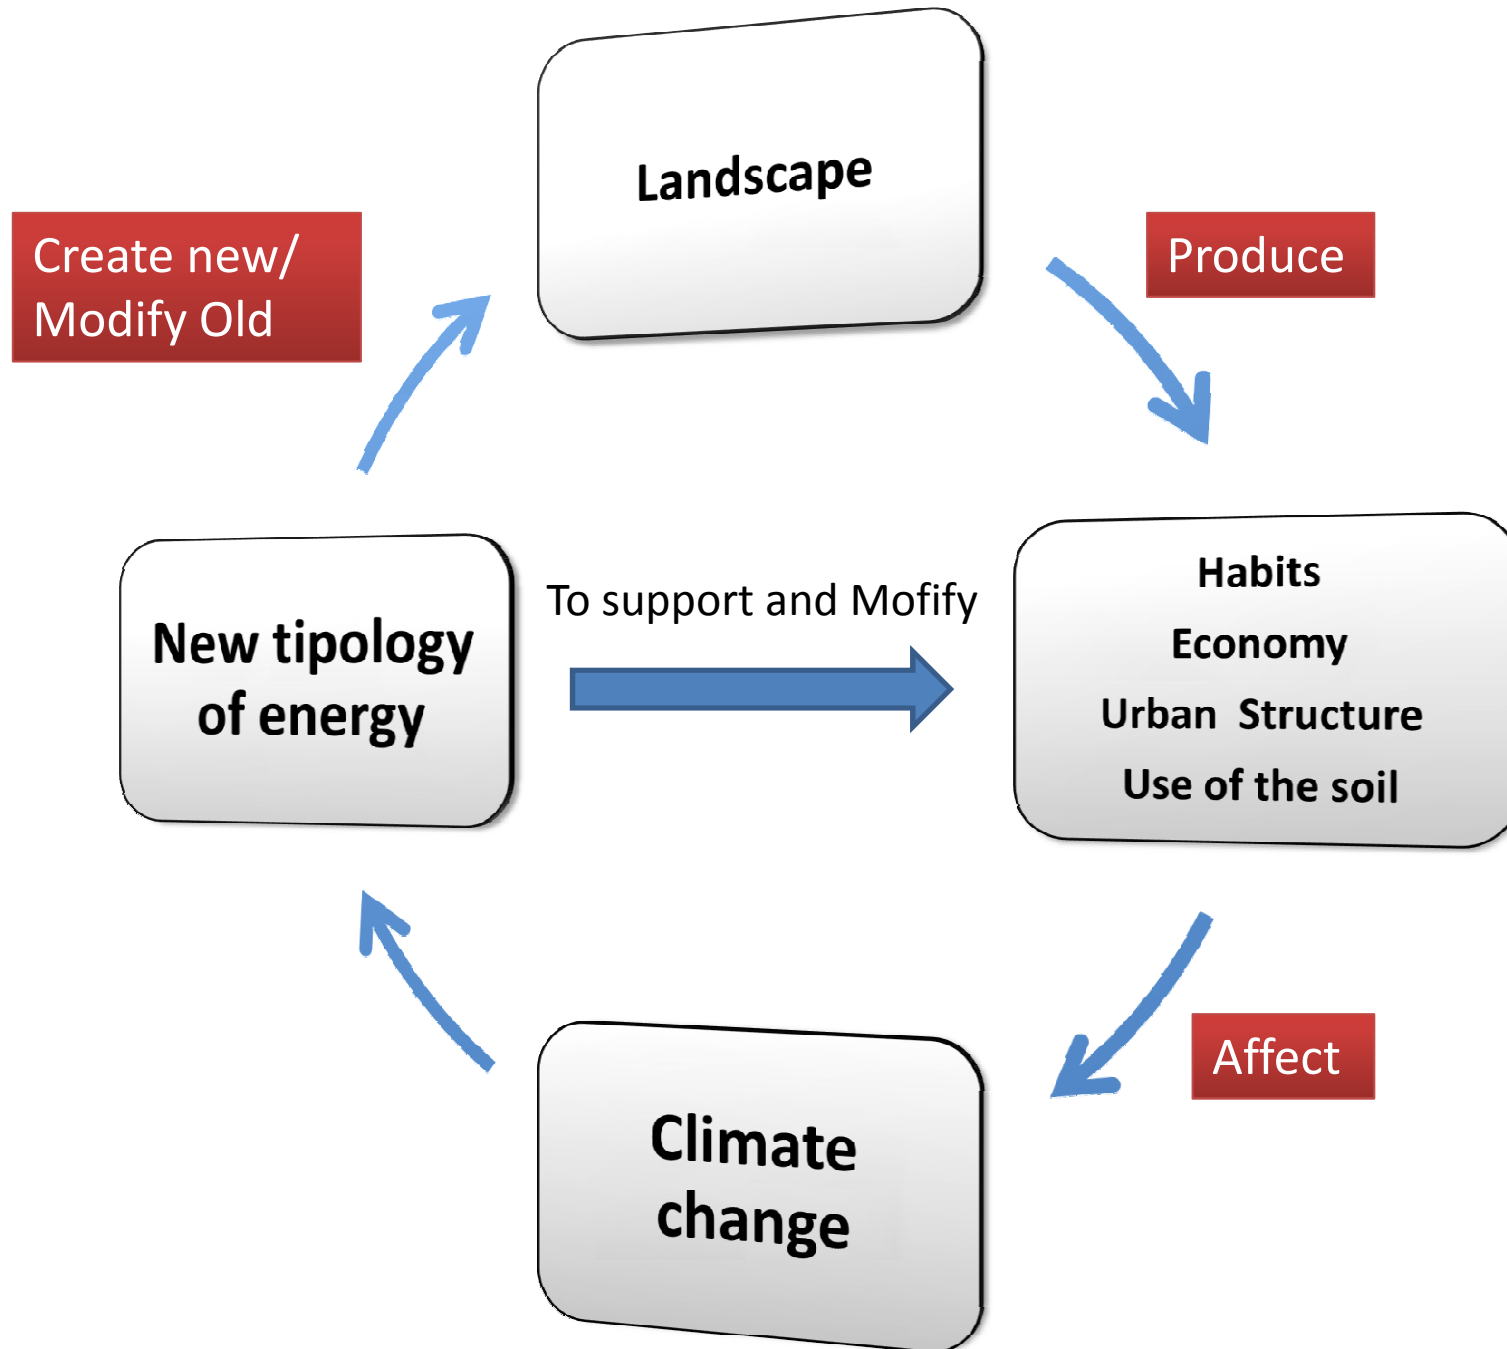 Landscape
Create new/
Modify Old
Produce
New tipology
of energy
To support and Mofify
Habits
Economy
Urban Structure
Use of the soil
Affect
Climate
change